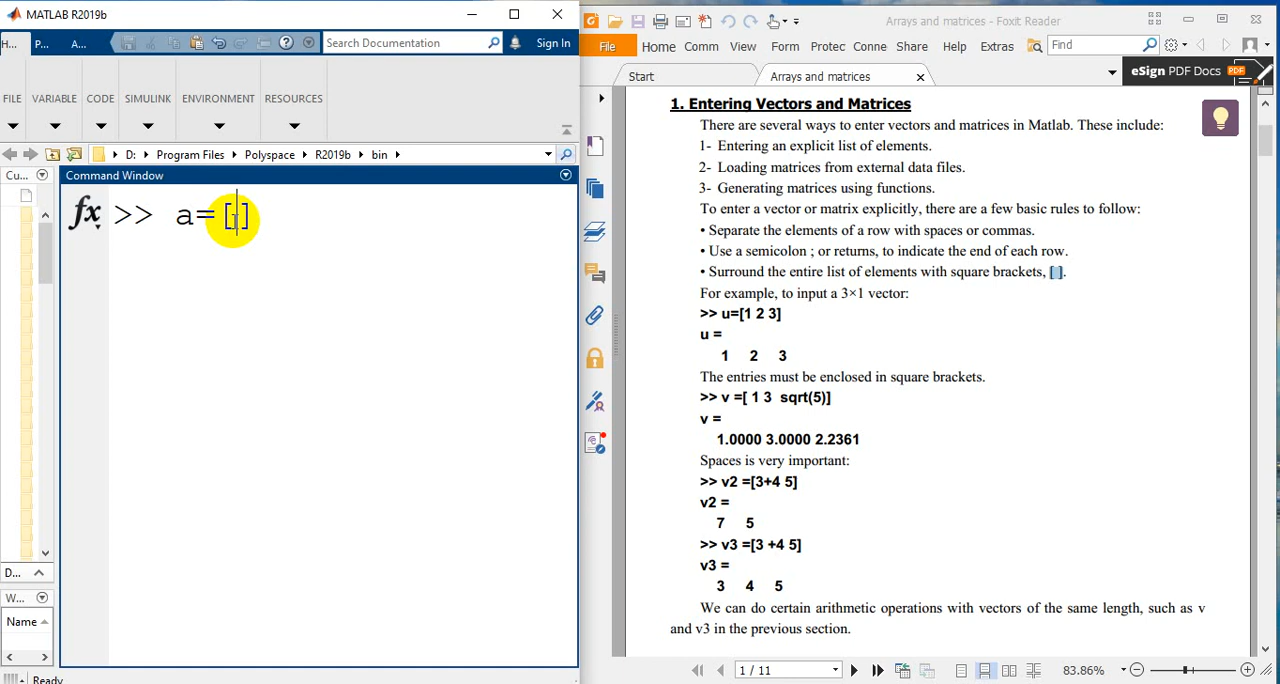 MATLAB R2019b
H... P... A... Search Documentation Sign In
FILE VARIABLE CODE SIMULINK ENVIRONMENT RESOURCES
D: Program Files Polyspace R2019b bin
Cu...
Command Window
fx >> a=[]
D...
W...
Name
Ready
Arrays and matrices - Foxit Reader
File Home Comm View Form Protec Conne Share Help Extras Find
Start Arrays and matrices eSign PDF Docs PDF
1. Entering Vectors and Matrices
There are several ways to enter vectors and matrices in Matlab. These include:
1- Entering an explicit list of elements.
2- Loading matrices from external data files.
3- Generating matrices using functions.
To enter a vector or matrix explicitly, there are a few basic rules to follow:
• Separate the elements of a row with spaces or commas.
• Use a semicolon ; or returns, to indicate the end of each row.
• Surround the entire list of elements with square brackets, [ ].
For example, to input a 3×1 vector:
>> u=[1 2 3]
u =
1 2 3
The entries must be enclosed in square brackets.
>> v =[ 1 3 sqrt(5)]
v =
1.0000 3.0000 2.2361
Spaces is very important:
>> v2 =[3+4 5]
v2 =
7 5
>> v3 =[3 +4 5]
v3 =
3 4 5
We can do certain arithmetic operations with vectors of the same length, such as v
and v3 in the previous section.
1 / 11 83.86%